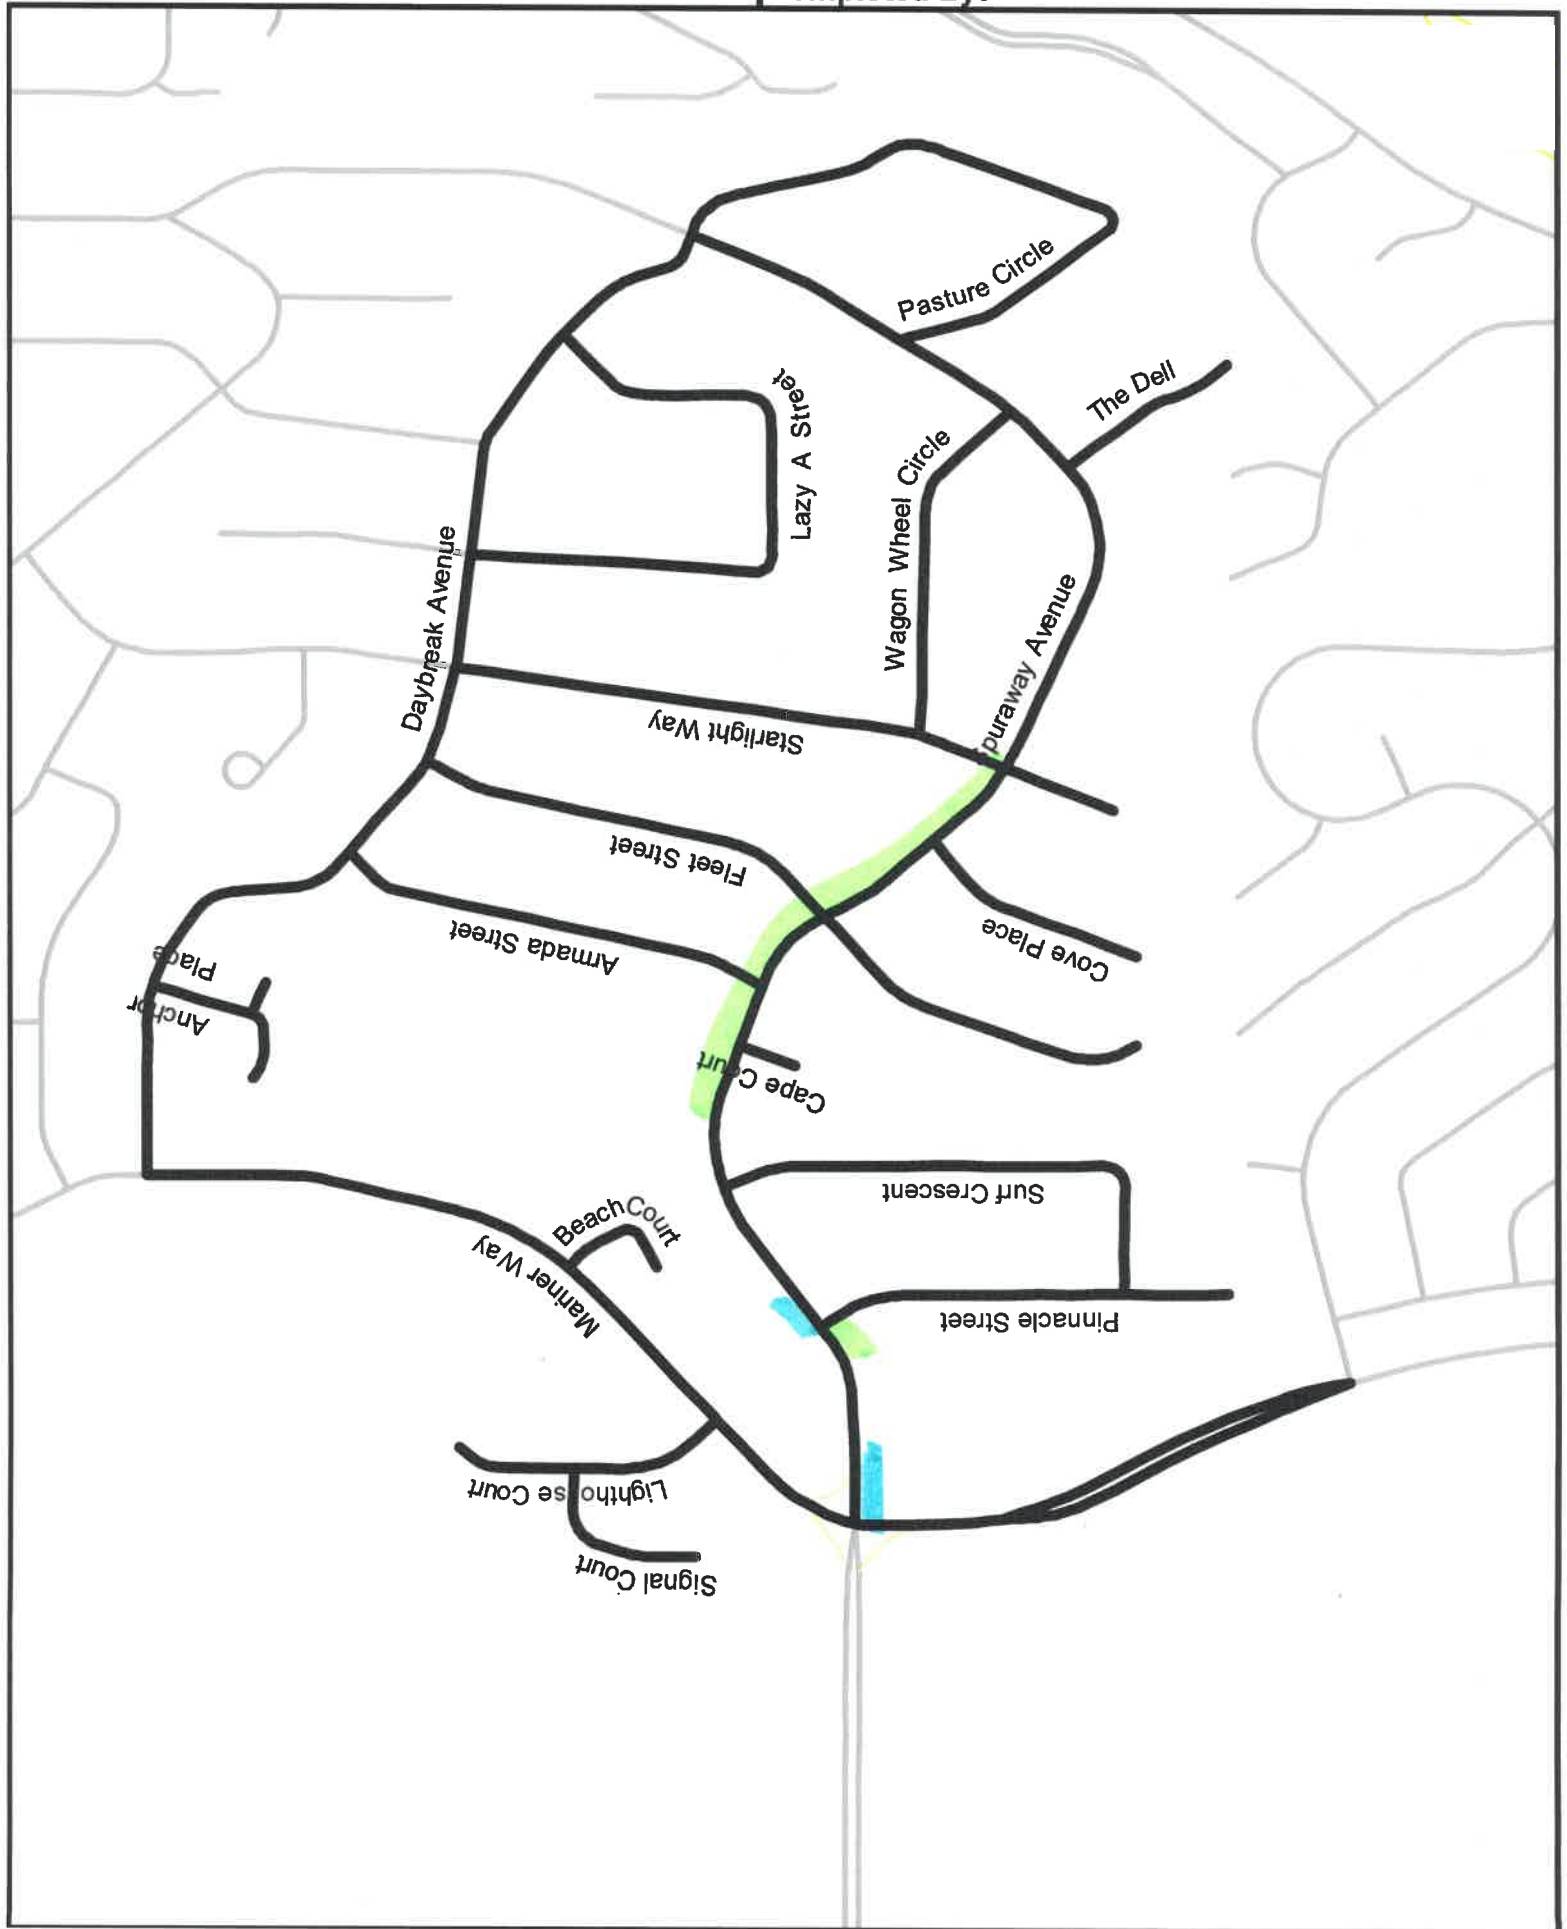 Pasture Circle
The Dell
Lazy A Street
Wagon Wheel Circle
Daybreak Avenue
Spuraway Avenue
Starlight Way
Fleet Street
Armada Street
Cove Place
Anchor Place
Cape Court
Surf Crescent
Beach Court
Mariner Way
Pinnacle Street
Lighthouse Court
Signal Court